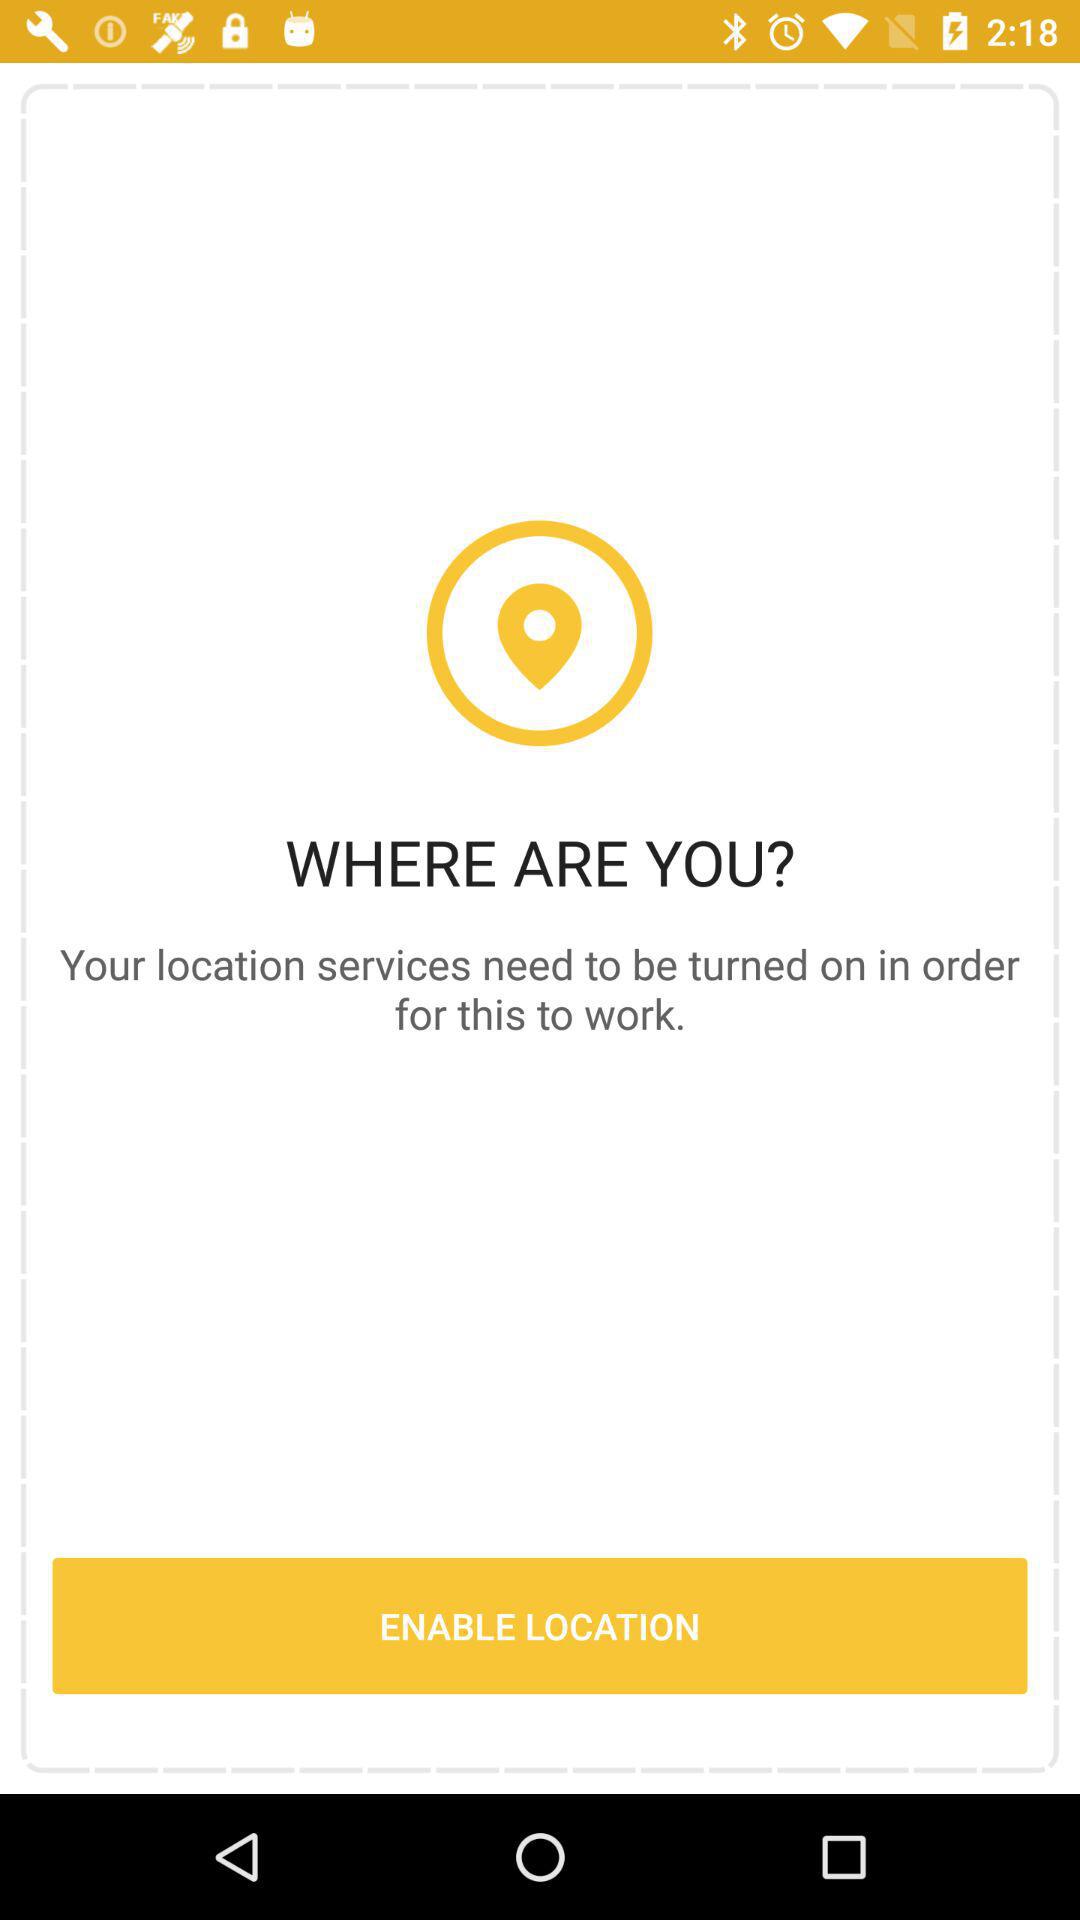 FAKE
2:18
WHERE ARE YOU?
Your location services need to be turned on in order
for this to work.
ENABLE LOCATION